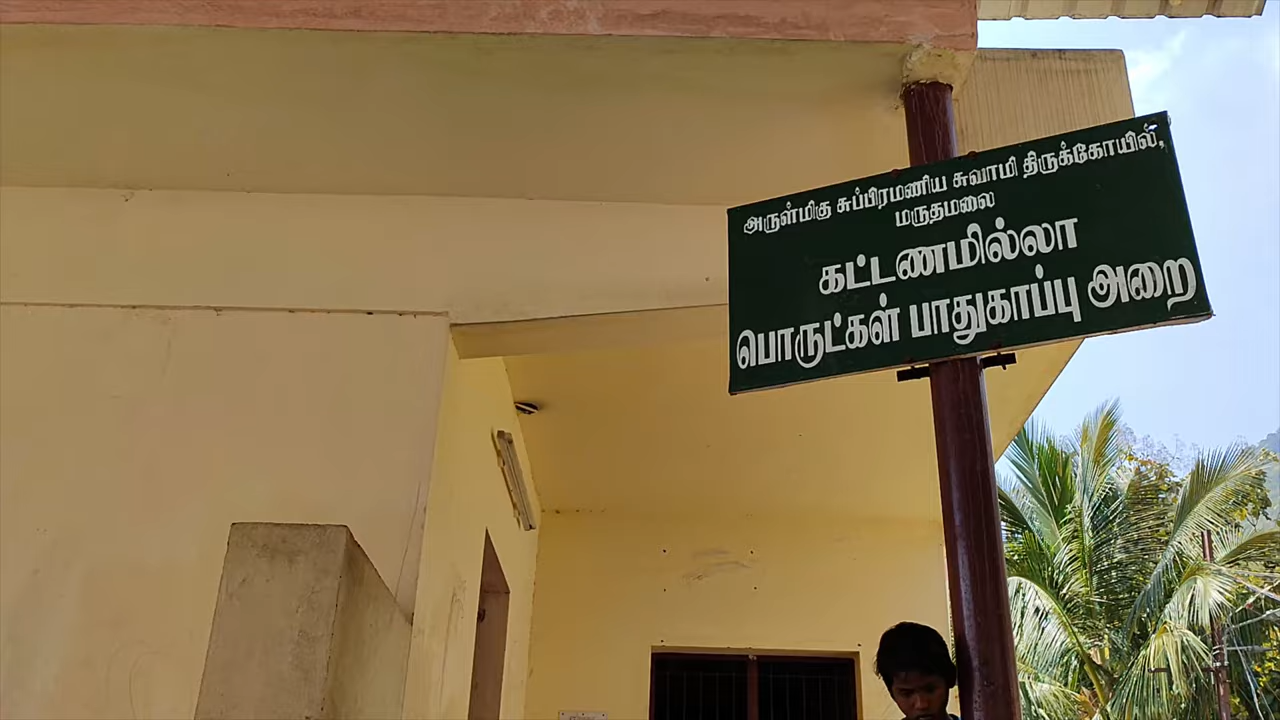 அருள்மிகு சுப்பிரமணிய சுவாமி திருக்கோயில்,
மருதமலை
கட்டணமில்லா
பொருட்கள் பாதுகாப்பு அறை